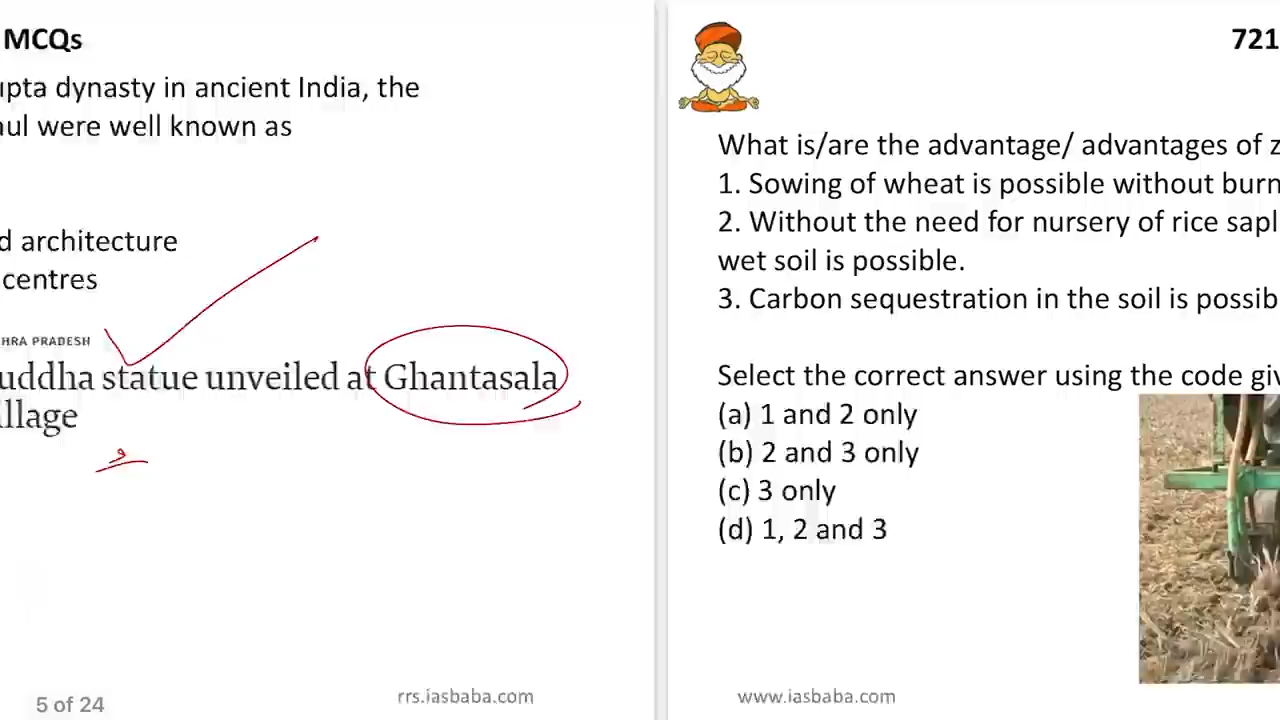 MCQs
upta dynasty in ancient India, the
aul were well known as
d architecture
centres
HRA PRADESH
uddha statue unveiled at Ghantasala
illage
5 of 24
rrs.iasbaba.com
721
What is/are the advantage/ advantages of z
1. Sowing of wheat is possible without burn
2. Without the need for nursery of rice sapl
wet soil is possible.
3. Carbon sequestration in the soil is possib
Select the correct answer using the code giv
(a) 1 and 2 only
(b) 2 and 3 only
(c) 3 only
(d) 1, 2 and 3
www.iasbaba.com